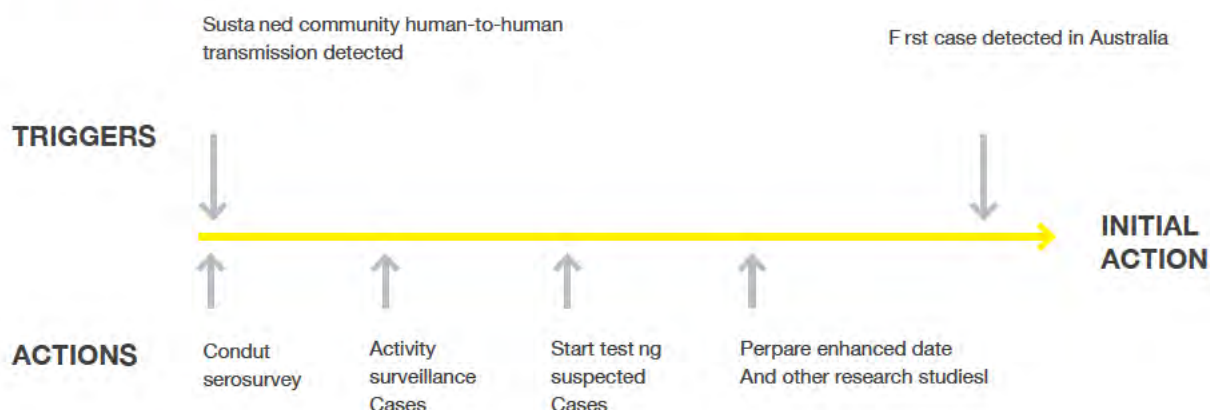 Susta ned community human-to-human
transmission detected
F rst case detected in Australia
TRIGGERS
INITIAL
ACTION
ACTIONS
Condut
serosurvey
Activity
surveillance
Cases
Start test ng
suspected
Cases
Perpare enhanced date
And other research studiesl